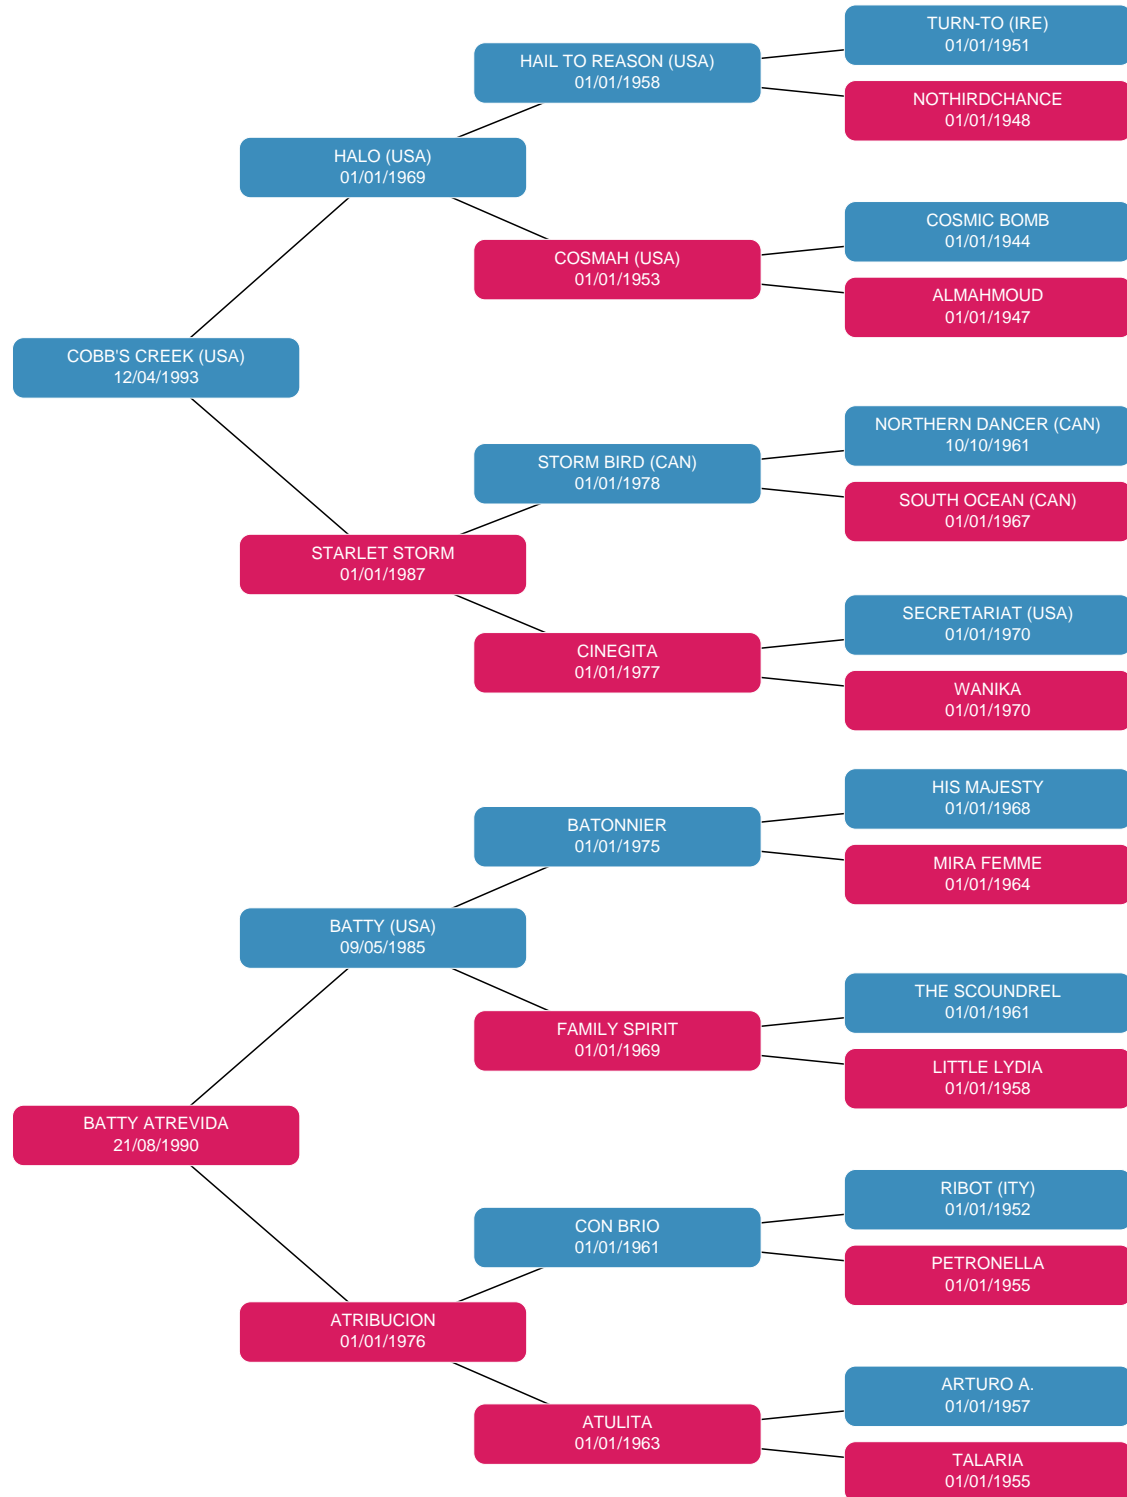 TURN-TO (IRE)
01/01/1951
HAIL TO REASON (USA)
01/01/1958
NOTHIRDCHANCE
01/01/1948
HALO (USA)
01/01/1969
COSMIC BOMB
01/01/1944
COSMAH (USA)
01/01/1953
ALMAHMOUD
01/01/1947
COBB'S CREEK (USA)
12/04/1993
NORTHERN DANCER (CAN)
10/10/1961
STORM BIRD (CAN)
01/01/1978
SOUTH OCEAN (CAN)
01/01/1967
STARLET STORM
01/01/1987
SECRETARIAT (USA)
01/01/1970
CINEGITA
01/01/1977
WANIKA
01/01/1970
HIS MAJESTY
01/01/1968
BATONNIER
01/01/1975
MIRA FEMME
01/01/1964
BATTY (USA)
09/05/1985
THE SCOUNDREL
01/01/1961
FAMILY SPIRIT
01/01/1969
LITTLE LYDIA
01/01/1958
BATTY ATREVIDA
21/08/1990
RIBOT (ITY)
01/01/1952
CON BRIO
01/01/1961
PETRONELLA
01/01/1955
ATRIBUCION
01/01/1976
ARTURO A.
01/01/1957
ATULITA
01/01/1963
TALARIA
01/01/1955